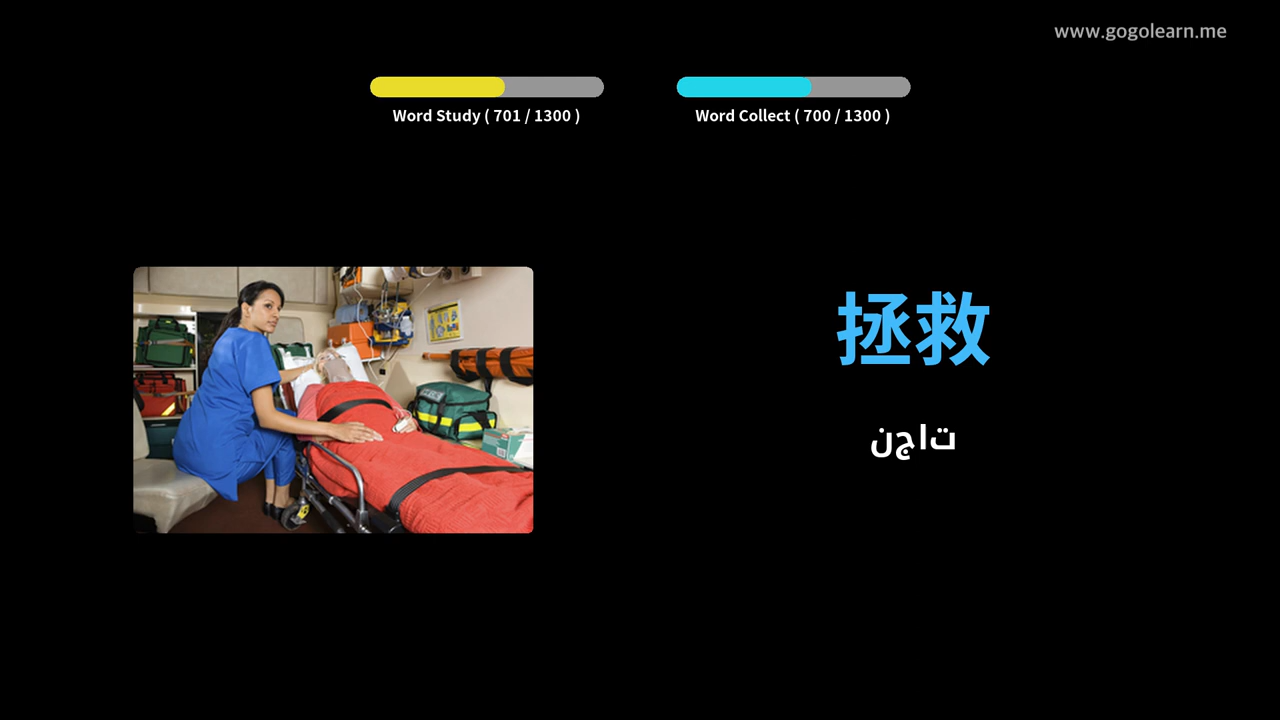 www.gogolearn.me
Word Study ( 701 / 1300 )
Word Collect ( 700 / 1300 )
拯救
نجات